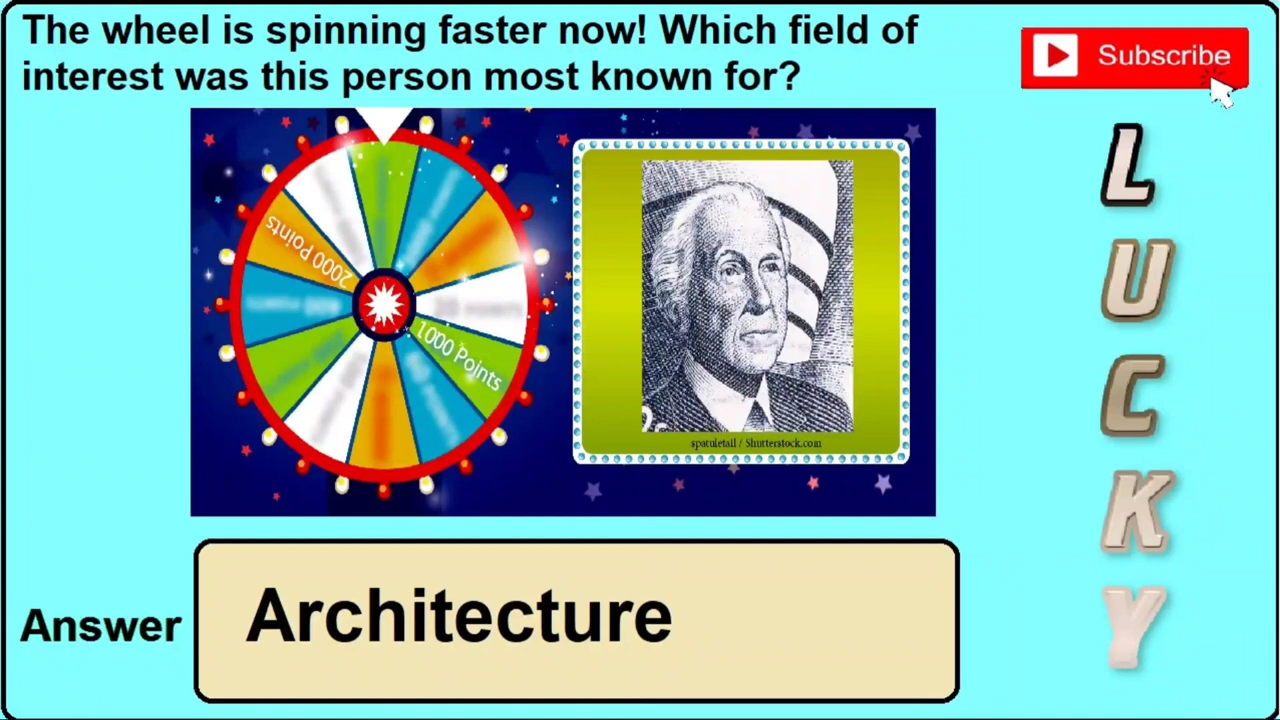 The wheel is spinning faster now! Which field of
interest was this person most known for?
Subscribe
2000 Points
1000 Points
spatuletail / Shutterstock.com
L
U
C
K
Y
Answer
Architecture